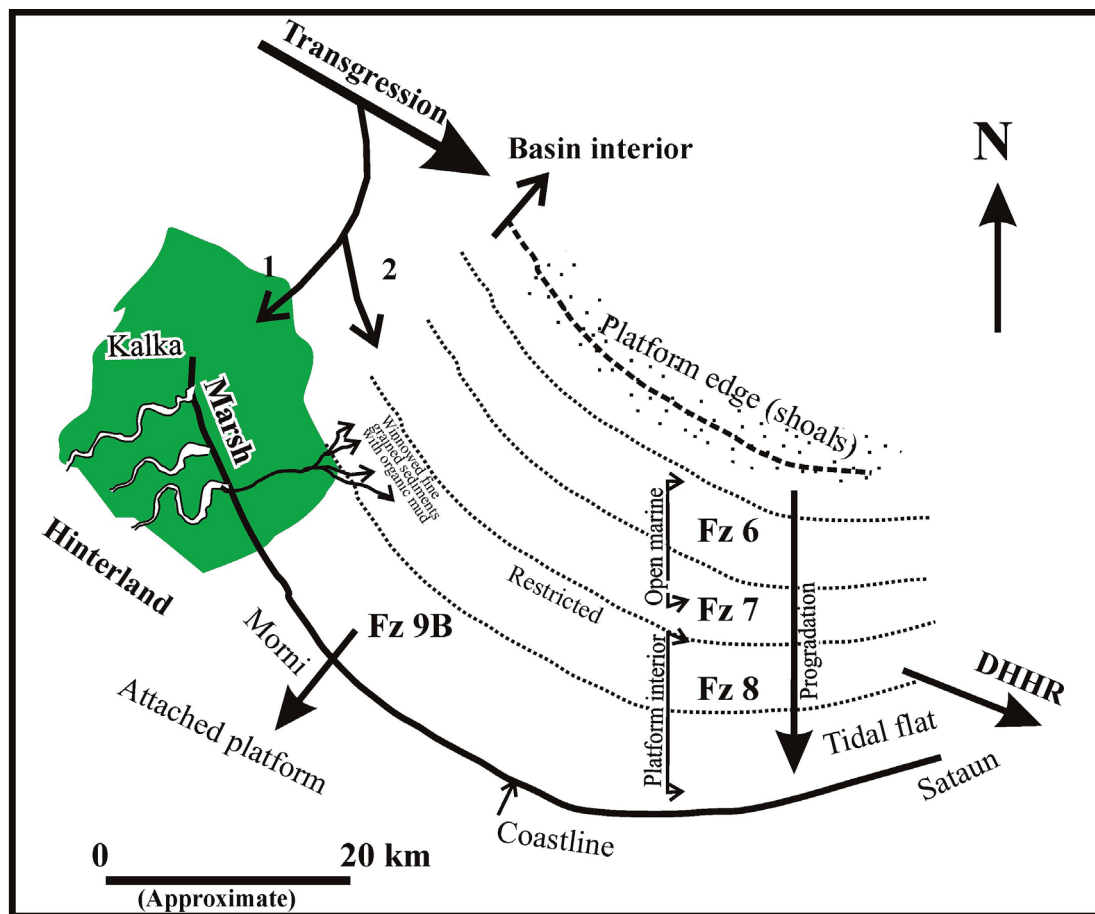 Transgression
Basin interior
N
1
2
Kalka
Marsh
Platform edge (shoals)
Winnowed fine
grained sediments
with organic mud
Hinterland
Open marine
Fz 6
Restricted
Fz 7
Morni
Fz 9B
Platform interior
Fz 8
Progradation
DHHR
Attached platform
Tidal flat
Sataun
Coastline
0
20 km
(Approximate)